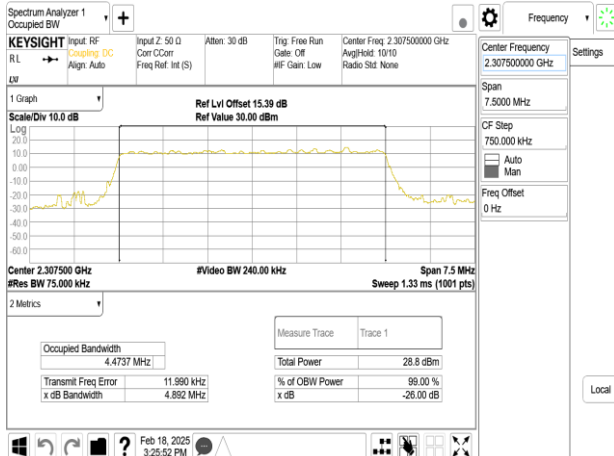 Spectrum Analyzer 1
Occupied BW
+
Frequency
KEYSIGHT
RL
LXI
Input: RF
Coupling: DC
Align: Auto
Input Z: 50 Ω
Corr CCorr
Freq Ref: Int (S)
Atten: 30 dB
Trig: Free Run
Gate: Off
#IF Gain: Low
Center Freq: 2.307500000 GHz
Avg|Hold: 10/10
Radio Std: None
Center Frequency
2.307500000 GHz
Settings
Span
7.5000 MHz
CF Step
750.000 kHz
Auto
Man
Freq Offset
0 Hz
Local
1 Graph
Scale/Div 10.0 dB
Ref Lvl Offset 15.39 dB
Ref Value 30.00 dBm
Log
20.0
10.0
0.00
-10.0
-20.0
-30.0
-40.0
-50.0
-60.0
Center 2.307500 GHz
#Video BW 240.00 kHz
Span 7.5 MHz
#Res BW 75.000 kHz
Sweep 1.33 ms (1001 pts)
2 Metrics
Measure Trace
Trace 1
Occupied Bandwidth
4.4737 MHz
Total Power
28.8 dBm
Transmit Freq Error
11.990 kHz
% of OBW Power
99.00 %
x dB Bandwidth
4.892 MHz
x dB
-26.00 dB
?
Feb 18, 2025
3:25:52 PM